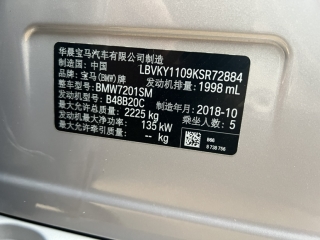 华晨宝马汽车有限公司制造
制造国：中国 LBVKY1109KSR72884
品牌：宝马(BMW)牌 发动机排量：1998 mL
整车型号：BMW7201SM
发动机型号：B48B20C 制造年月：2018-10
最大允许总质量：2225 kg 乘坐人数：5
发动机最大净功率：135 kW
最大允许牵引质量：-- kg